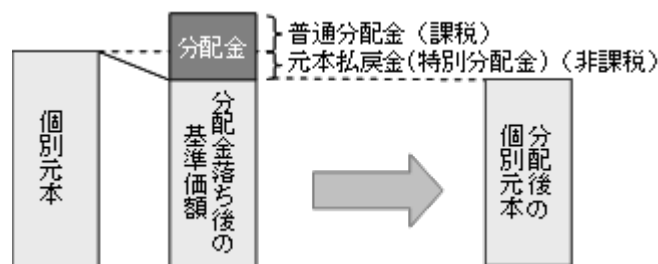 普通分配金（課税）
分配金
元本払戻金(特別分配金)（非課税）
個別元本
分配金落ち後の
基準価額
分配後の
個別元本